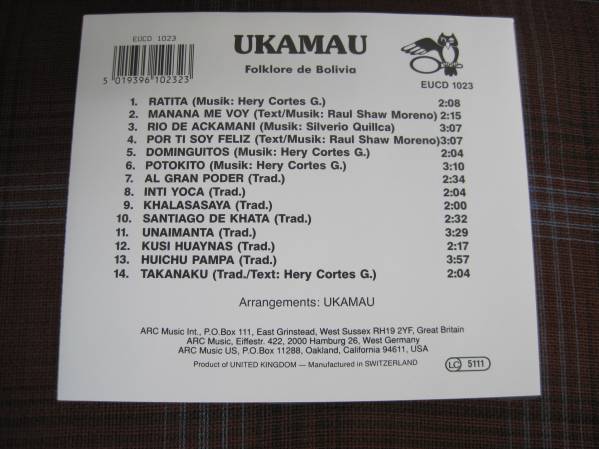 EUCD 1023
5 019396 102323
UKAMAU
Folklore de Bolivia
EUCD 1023
1. RATITA (Musik: Hery Cortes G.) 2:08
2. MANANA ME VOY (Text/Musik: Raul Shaw Moreno) 2:15
3. RIO DE ACKAMANI (Musik: Silverio Quillca) 3:07
4. POR TI SOY FELIZ (Text/Musik: Raul Shaw Moreno) 3:07
5. DOMINGUITOS (Musik: Hery Cortes G.) 2:04
6. POTOKITO (Musik: Hery Cortes G.) 3:10
7. AL GRAN PODER (Trad.) 2:34
8. INTI YOCA (Trad.) 2:04
9. KHALASASAYA (Trad.) 2:00
10. SANTIAGO DE KHATA (Trad.) 2:32
11. UNAIMANTA (Trad.) 3:29
12. KUSI HUAYNAS (Trad.) 2:17
13. HUICHU PAMPA (Trad.) 3:57
14. TAKANAKU (Trad./Text: Hery Cortes G.) 2:04
Arrangements: UKAMAU
ARC Music Int., P.O.Box 111, East Grinstead, West Sussex RH19 2YF, Great Britain
ARC Music, Eiffestr. 422, 2000 Hamburg 26, West Germany
ARC Music US, P.O.Box 11288, Oakland, California 94611, USA
Product of UNITED KINGDOM — Manufactured in SWITZERLAND
LC 5111